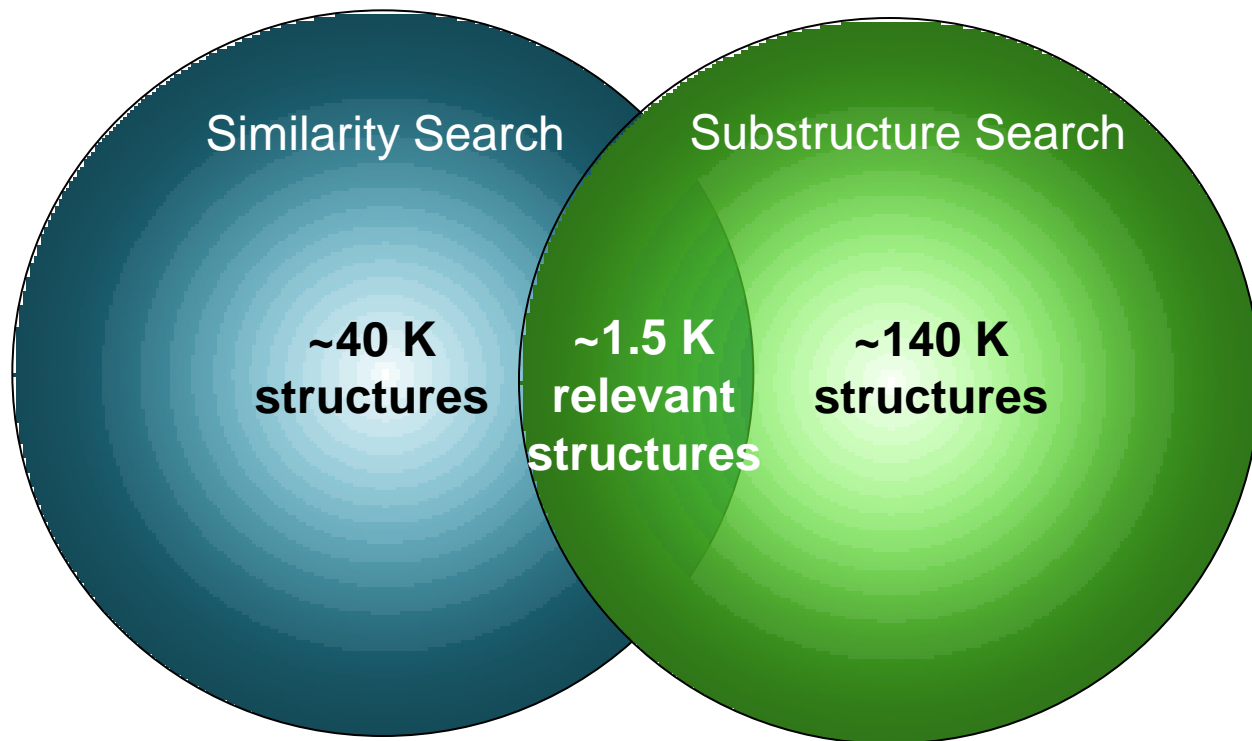 Similarity Search
Substructure Search
~40 K
structures
~1.5 K
relevant
structures
~140 K
structures